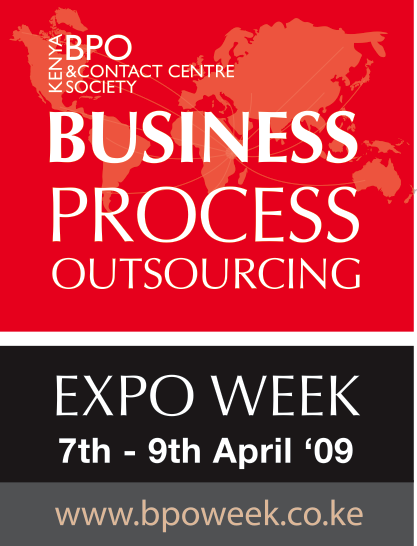 KENYA
BPO
&CONTACT CENTRE
SOCIETY
BUSINESS
PROCESS
OUTSOURCING
EXPO WEEK
7th - 9th April ‘09
www.bpoweek.co.ke